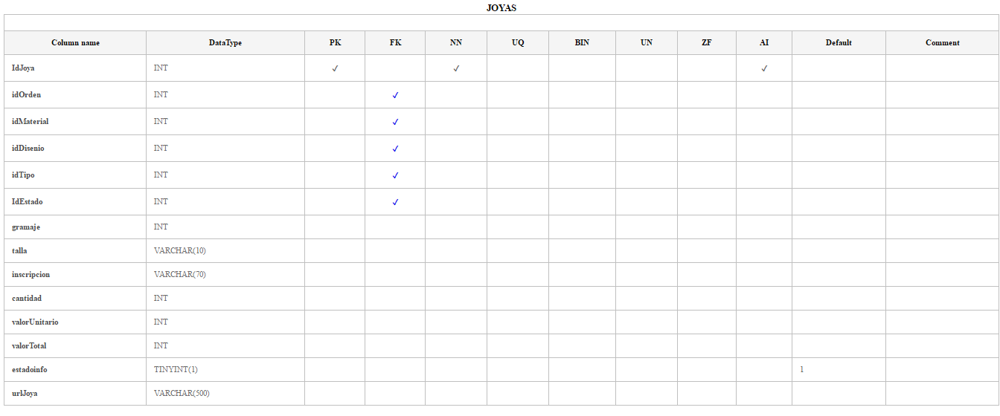 JOYAS
Column name DataType PK FK NN UQ BIN UN ZF AI Default Comment
IdJoya INT ✓ ✓ ✓
idOrden INT ✓
idMaterial INT ✓
idDisenio INT ✓
idTipo INT ✓
IdEstado INT ✓
gramaje INT
talla VARCHAR(10)
inscripcion VARCHAR(70)
cantidad INT
valorUnitario INT
valorTotal INT
estadoinfo TINYINT(1) 1
urlJoya VARCHAR(500)